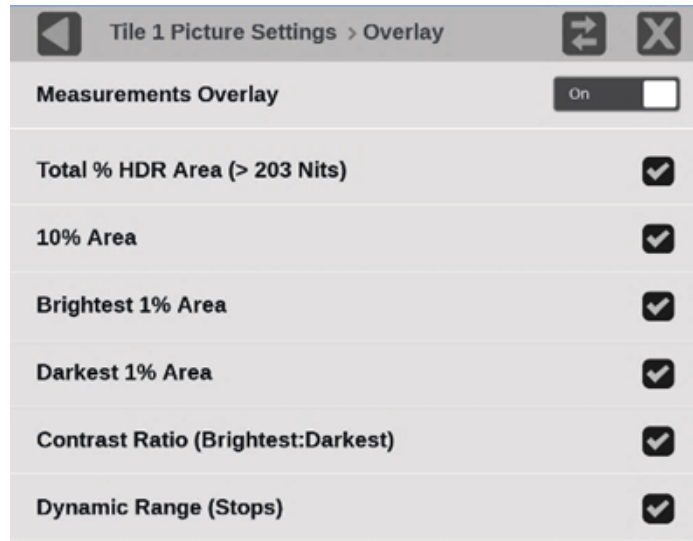 Tile 1 Picture Settings > Overlay
Measurements Overlay On
Total % HDR Area (> 203 Nits)
10% Area
Brightest 1% Area
Darkest 1% Area
Contrast Ratio (Brightest:Darkest)
Dynamic Range (Stops)